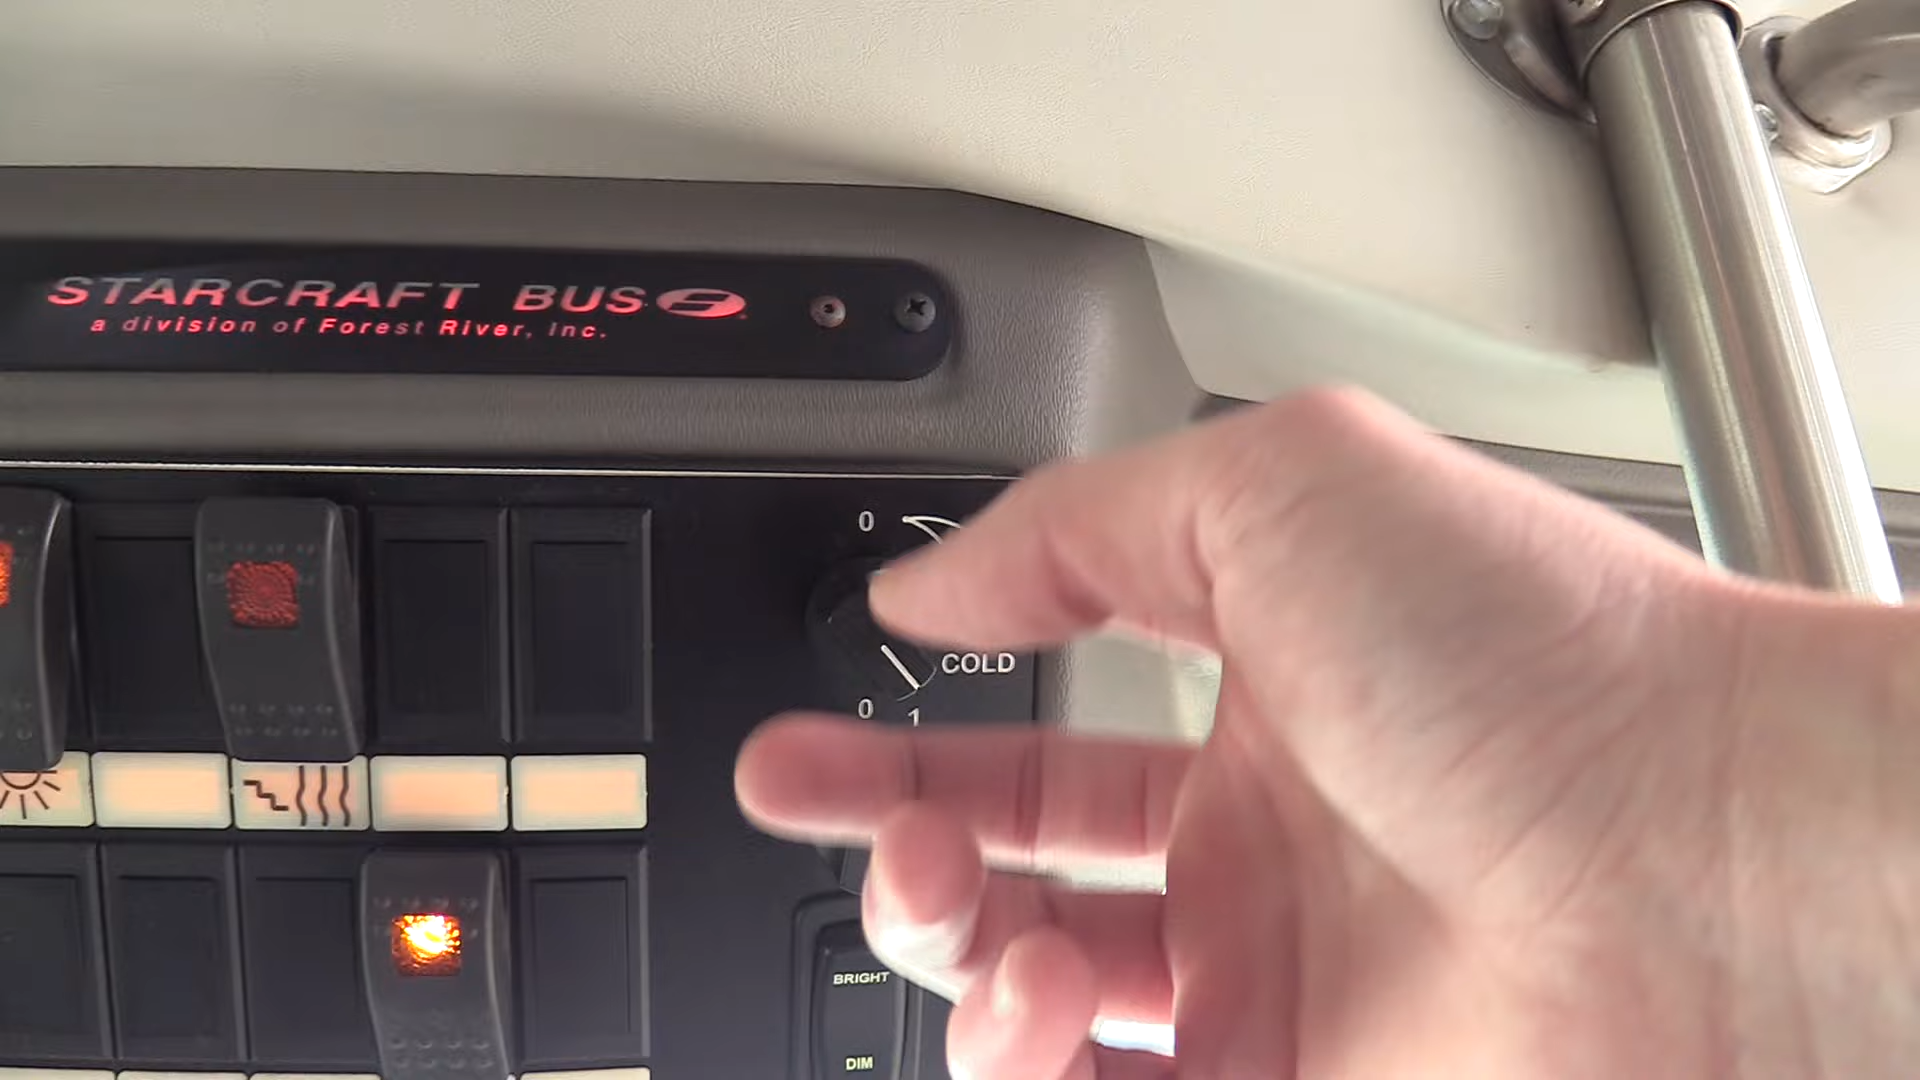 STARCRAFT BUS
a division of Forest River, Inc.
0
COLD
0
1
BRIGHT
DIM